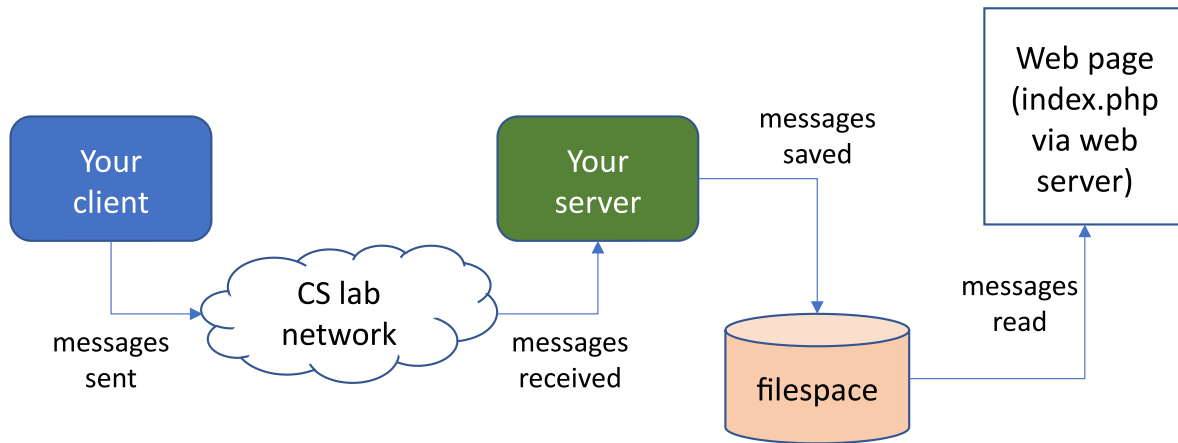 Your
client
messages
sent
CS lab
network
messages
received
Your
server
messages
saved
filespace
messages
read
Web page
(index.php
via web
server)